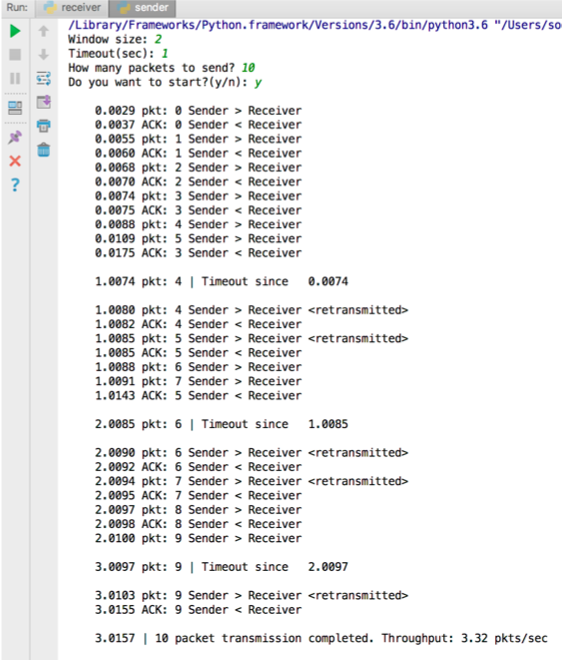 Run: receiver sender
/Library/Frameworks/Python.framework/Versions/3.6/bin/python3.6 "/Users/so
Window size: 2
Timeout(sec): 1
How many packets to send? 10
Do you want to start?(y/n): y
0.0029 pkt: 0 Sender > Receiver
0.0037 ACK: 0 Sender < Receiver
0.0055 pkt: 1 Sender > Receiver
0.0060 ACK: 1 Sender < Receiver
0.0068 pkt: 2 Sender > Receiver
0.0070 ACK: 2 Sender < Receiver
0.0074 pkt: 3 Sender > Receiver
0.0075 ACK: 3 Sender < Receiver
0.0088 pkt: 4 Sender > Receiver
0.0109 pkt: 5 Sender > Receiver
0.0175 ACK: 3 Sender < Receiver
1.0074 pkt: 4 | Timeout since 0.0074
1.0080 pkt: 4 Sender > Receiver <retransmitted>
1.0082 ACK: 4 Sender < Receiver
1.0085 pkt: 5 Sender > Receiver <retransmitted>
1.0085 ACK: 5 Sender < Receiver
1.0088 pkt: 6 Sender > Receiver
1.0091 pkt: 7 Sender > Receiver
1.0143 ACK: 5 Sender < Receiver
2.0085 pkt: 6 | Timeout since 1.0085
2.0090 pkt: 6 Sender > Receiver <retransmitted>
2.0092 ACK: 6 Sender < Receiver
2.0094 pkt: 7 Sender > Receiver <retransmitted>
2.0095 ACK: 7 Sender < Receiver
2.0097 pkt: 8 Sender > Receiver
2.0098 ACK: 8 Sender < Receiver
2.0100 pkt: 9 Sender > Receiver
3.0097 pkt: 9 | Timeout since 2.0097
3.0103 pkt: 9 Sender > Receiver <retransmitted>
3.0155 ACK: 9 Sender < Receiver
3.0157 | 10 packet transmission completed. Throughput: 3.32 pkts/sec